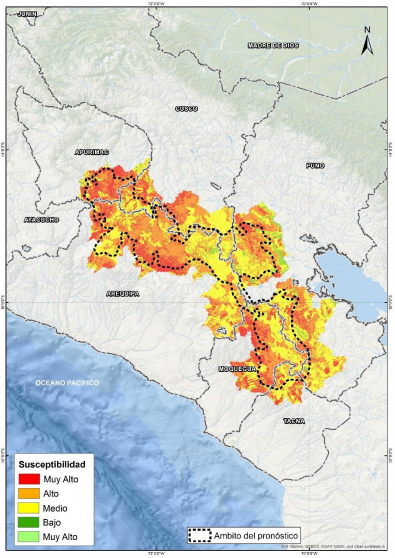 JUNIN
N
MADRE DE DIOS
CUSCO
APURIMAC
PUNO
AYACUCHO
AREQUIPA
MOQUEGUA
OCEANO PACIFICO
TACNA
Susceptibilidad
Muy Alto
Alto
Medio
Bajo
Muy Alto
Ambito del pronóstico